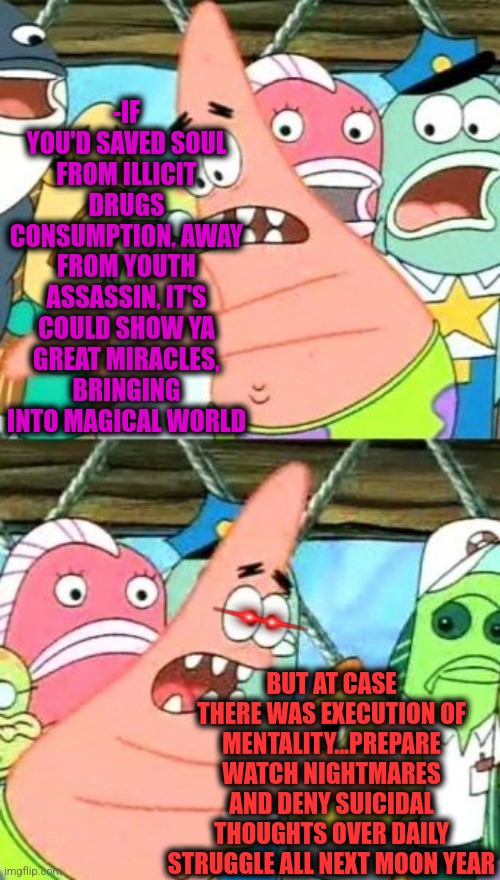 -IF
YOU'D SAVED SOUL
FROM ILLICIT
DRUGS
CONSUMPTION, AWAY
FROM YOUTH
ASSASSIN, IT'S
COULD SHOW YA
GREAT MIRACLES,
BRINGING
INTO MAGICAL WORLD
BUT AT CASE
THERE WAS EXECUTION OF
MENTALITY...PREPARE
WATCH NIGHTMARES
AND DENY SUICIDAL
THOUGHTS OVER DAILY
STRUGGLE ALL NEXT MOON YEAR
imgflip.com